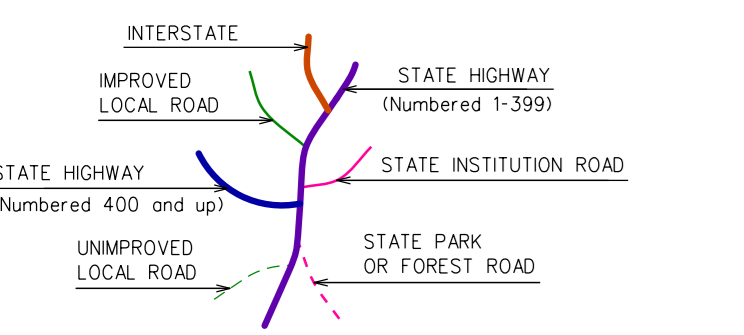 INTERSTATE
STATE HIGHWAY
(Numbered 1-399)
IMPROVED
LOCAL ROAD
STATE HIGHWAY
(Numbered 400 and up)
STATE INSTITUTION ROAD
UNIMPROVED
LOCAL ROAD
STATE PARK
OR FOREST ROAD